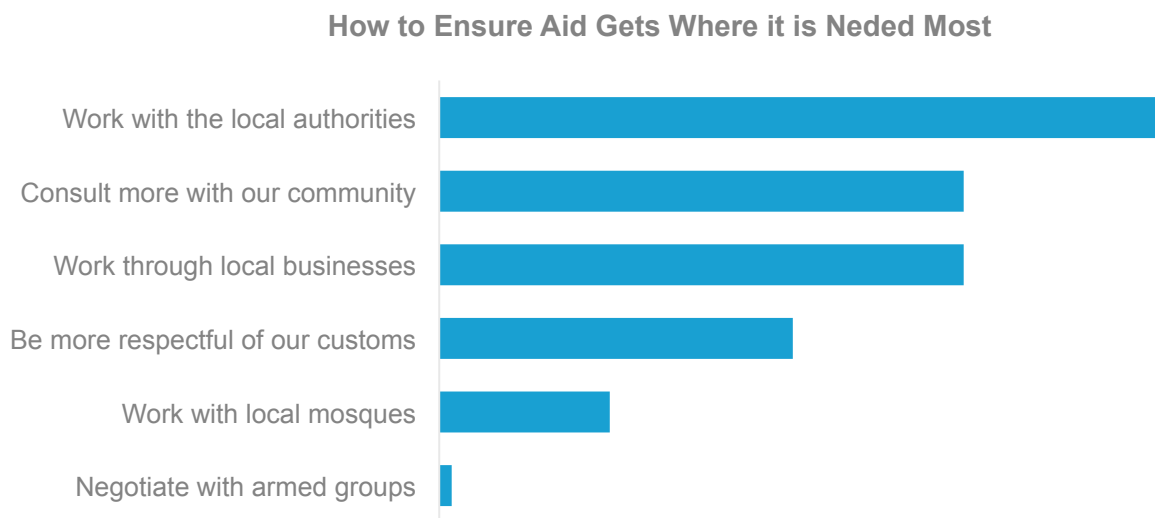 How to Ensure Aid Gets Where it is Neded Most
Work with the local authorities
Consult more with our community
Work through local businesses
Be more respectful of our customs
Work with local mosques
Negotiate with armed groups